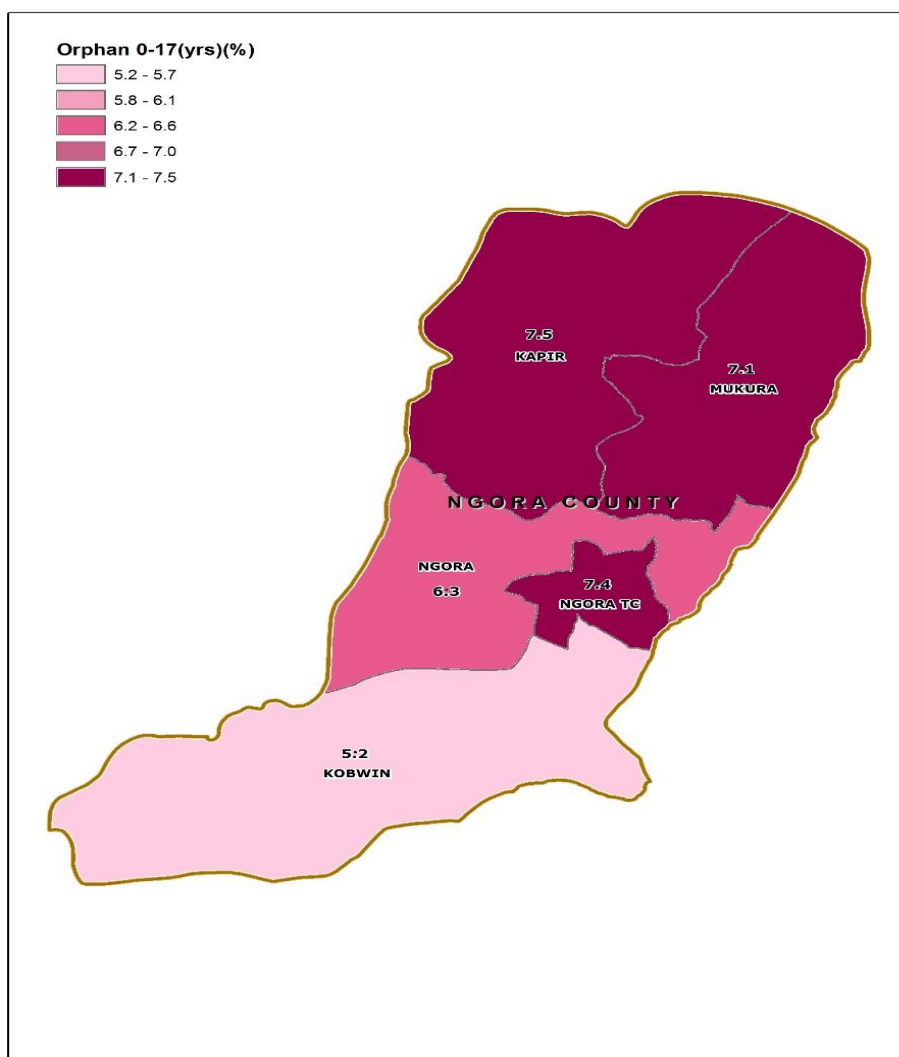 Orphan 0-17(yrs)(%)
5.2 - 5.7
5.8 - 6.1
6.2 - 6.6
6.7 - 7.0
7.1 - 7.5
7.5
KAPIR
7.1
MUKURA
NGORA COUNTY
NGORA
6.3
7.4
NGORA TC
5:2
KOBWIN